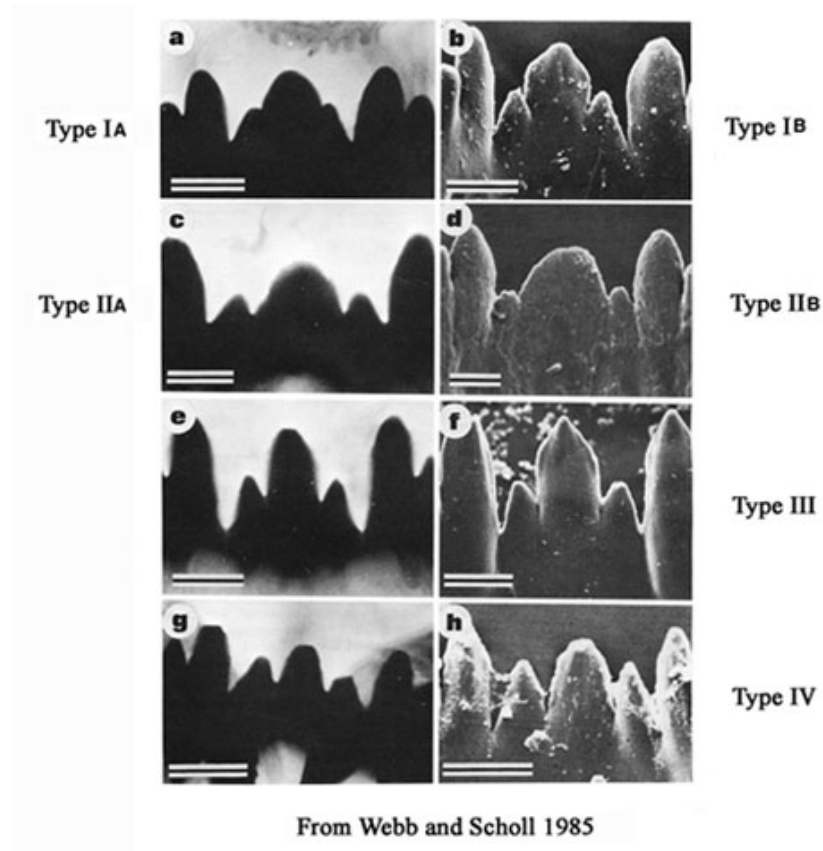 a
b
Type IA
Type IB
c
d
Type IIA
Type IIB
e
f
Type III
g
h
Type IV
From Webb and Scholl 1985